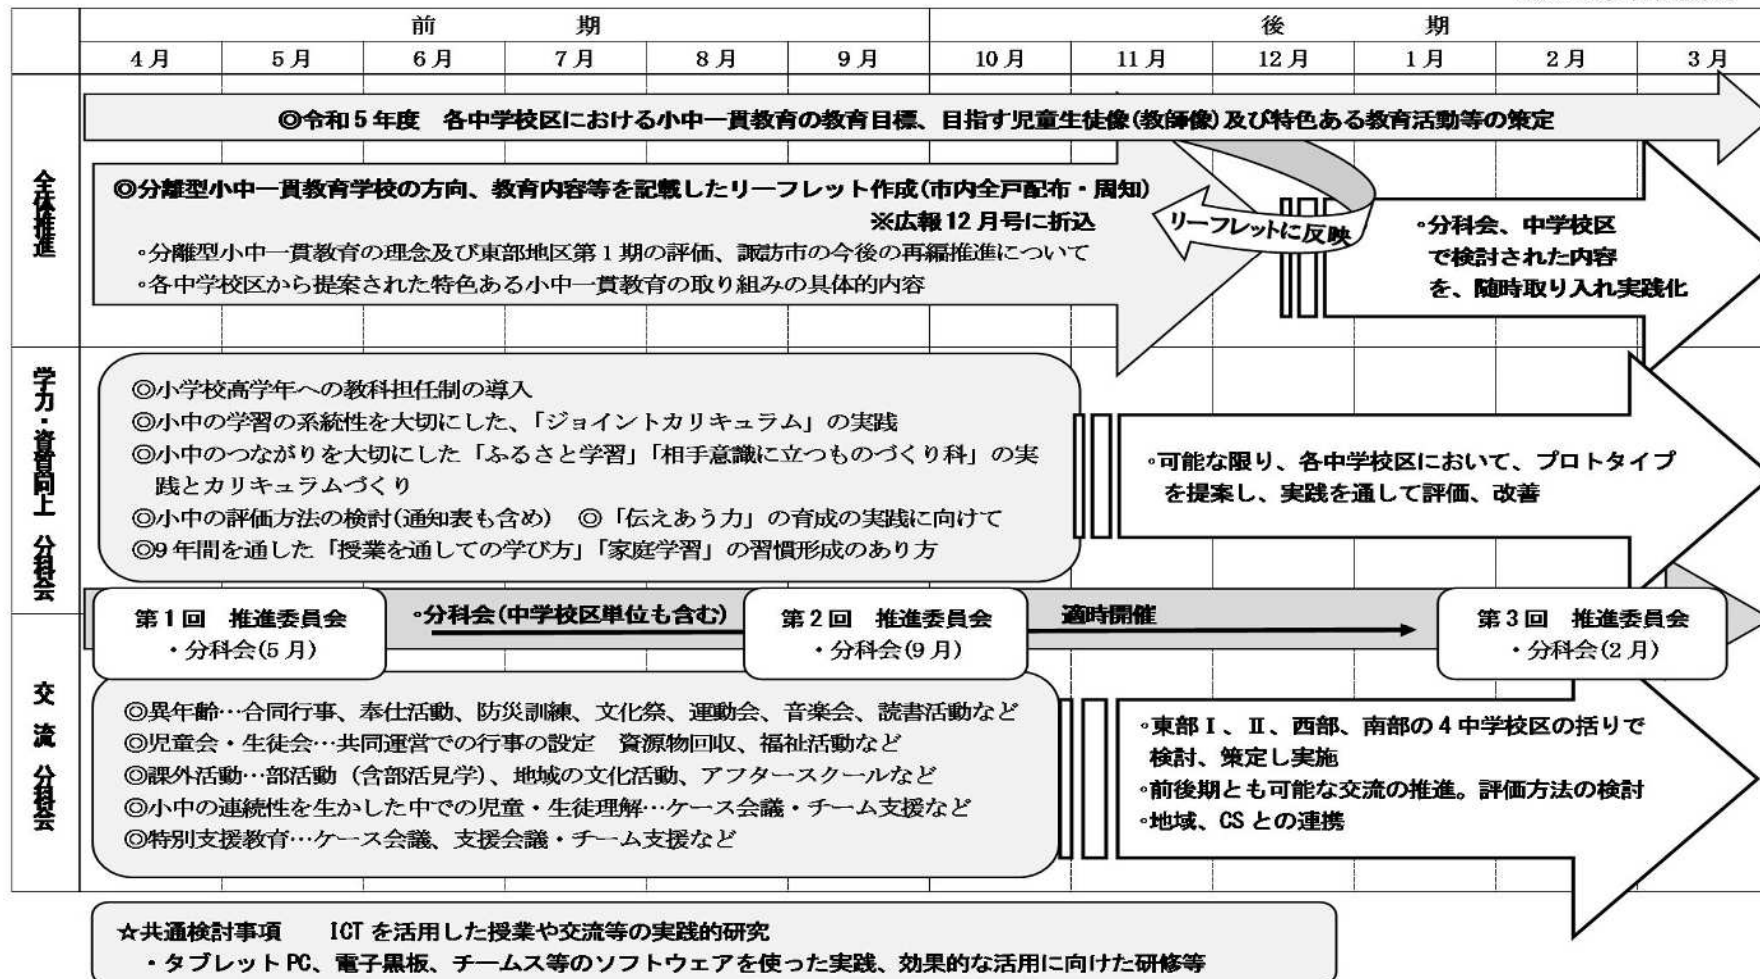 前　期
後　期
4月 5月 6月 7月 8月 9月 10月 11月 12月 1月 2月 3月
全体推進
◎令和5年度　各中学校区における小中一貫教育の教育目標、目指す児童生徒像(教師像)及び特色ある教育活動等の策定
◎分離型小中一貫教育学校の方向、教育内容等を記載したリーフレット作成(市内全戸配布・周知)
※広報12月号に折込
◦分離型小中一貫教育の理念及び東部地区第1期の評価、諏訪市の今後の再編推進について
◦各中学校区から提案された特色ある小中一貫教育の取り組みの具体的内容
リーフレットに反映
◦分科会、中学校区
で検討された内容
を、随時取り入れ実践化
学力・資質向上 分科会
◎小学校高学年への教科担任制の導入
◎小中の学習の系統性を大切にした、「ジョイントカリキュラム」の実践
◎小中のつながりを大切にした「ふるさと学習」「相手意識に立つものづくり科」の実
践とカリキュラムづくり
◎小中の評価方法の検討(通知表も含め)　◎「伝えあう力」の育成の実践に向けて
◎9年間を通した「授業を通しての学び方」「家庭学習」の習慣形成のあり方
◦可能な限り、各中学校区において、プロトタイプ
を提案し、実践を通して評価、改善
第1回　推進委員会
・分科会(5月)
◦分科会(中学校区単位も含む)
第2回　推進委員会
・分科会(9月)
適時開催
第3回　推進委員会
・分科会(2月)
交流 分科会
◎異年齢…合同行事、奉仕活動、防災訓練、文化祭、運動会、音楽会、読書活動など
◎児童会・生徒会…共同運営での行事の設定　資源物回収、福祉活動など
◎課外活動…部活動（含部活見学）、地域の文化活動、アフタースクールなど
◎小中の連続性を生かした中での児童・生徒理解…ケース会議・チーム支援など
◎特別支援教育…ケース会議、支援会議・チーム支援など
◦東部Ⅰ、Ⅱ、西部、南部の4中学校区の括りで
検討、策定し実施
◦前後期とも可能な交流の推進。評価方法の検討
◦地域、CSとの連携
☆共通検討事項　　ICTを活用した授業や交流等の実践的研究
・タブレットPC、電子黒板、チームス等のソフトウェアを使った実践、効果的な活用に向けた研修等